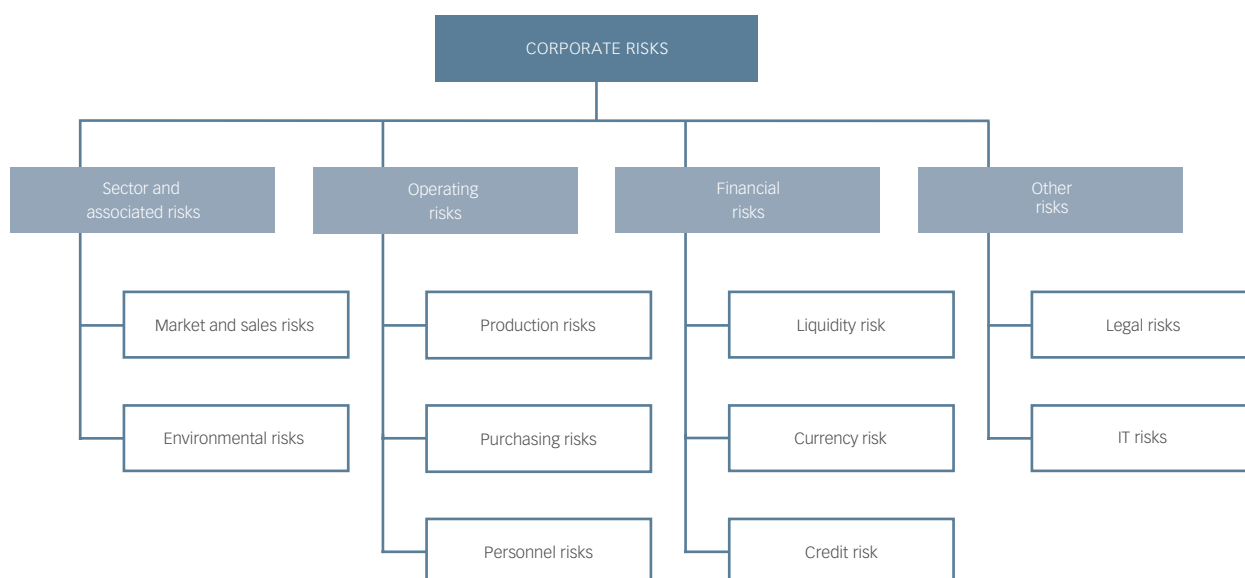 CORPORATE RISKS
Sector and
associated risks
Operating
risks
Financial
risks
Other
risks
Market and sales risks
Production risks
Liquidity risk
Legal risks
Environmental risks
Purchasing risks
Currency risk
IT risks
Personnel risks
Credit risk